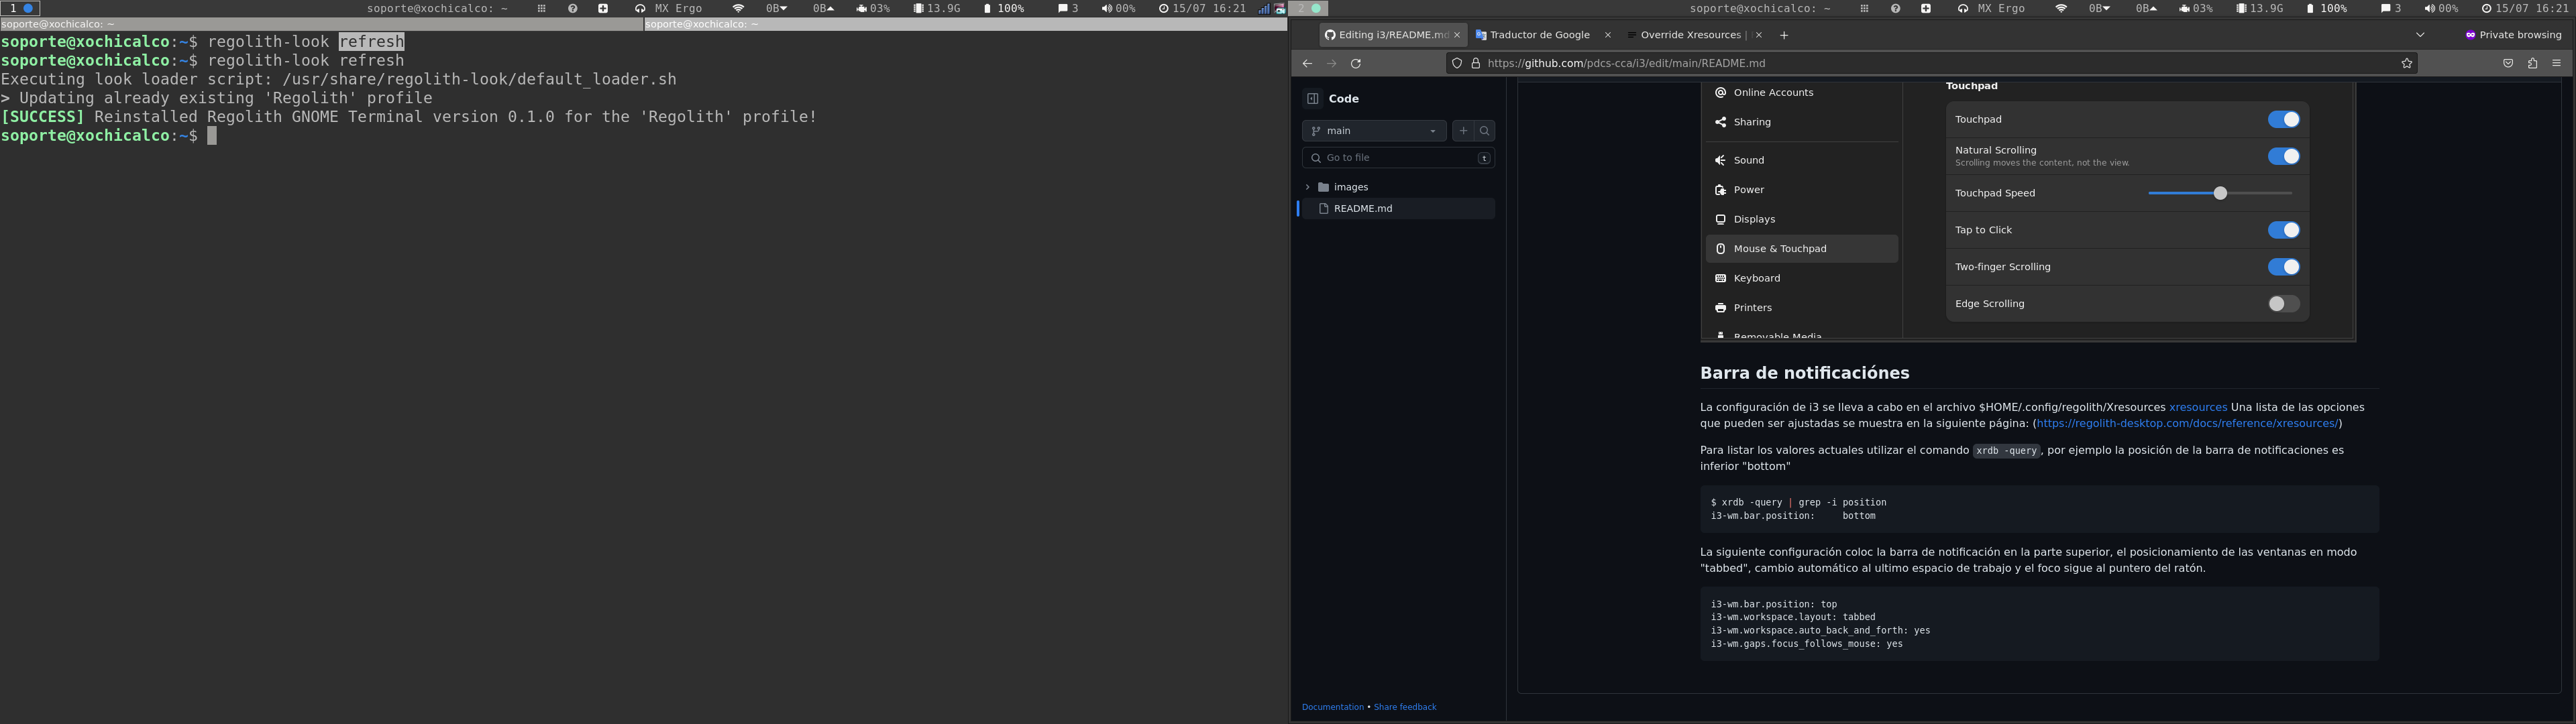 1
soporte@xochicalco: ~ MX Ergo 0B 0B 03% 13.9G 100% 3 00% 15/07 16:21
soporte@xochicalco: ~ soporte@xochicalco: ~
soporte@xochicalco:~$ regolith-look refresh
soporte@xochicalco:~$ regolith-look refresh
Executing look loader script: /usr/share/regolith-look/default_loader.sh
> Updating already existing 'Regolith' profile
[SUCCESS] Reinstalled Regolith GNOME Terminal version 0.1.0 for the 'Regolith' profile!
soporte@xochicalco:~$
2
soporte@xochicalco: ~ MX Ergo 0B 0B 03% 13.9G 100% 3 00% 15/07 16:21
Editing i3/README.md Traductor de Google Override Xresources | Private browsing
https://github.com/pdcs-cca/i3/edit/main/README.md
Code
main
Go to file t
images
README.md
Documentation • Share feedback
Online Accounts
Sharing
Sound
Power
Displays
Mouse & Touchpad
Keyboard
Printers
Removable Media
Touchpad
Touchpad
Natural Scrolling
Scrolling moves the content, not the view.
Touchpad Speed
Tap to Click
Two-finger Scrolling
Edge Scrolling
Barra de notificaciónes
La configuración de i3 se lleva a cabo en el archivo $HOME/.config/regolith/Xresources xresources Una lista de las opciones
que pueden ser ajustadas se muestra en la siguiente página: (https://regolith-desktop.com/docs/reference/xresources/)
Para listar los valores actuales utilizar el comando xrdb -query, por ejemplo la posición de la barra de notificaciones es
inferior "bottom"
$ xrdb -query | grep -i position
i3-wm.bar.position: bottom
La siguiente configuración coloc la barra de notificación en la parte superior, el posicionamiento de las ventanas en modo
"tabbed", cambio automático al ultimo espacio de trabajo y el foco sigue al puntero del ratón.
i3-wm.bar.position: top
i3-wm.workspace.layout: tabbed
i3-wm.workspace.auto_back_and_forth: yes
i3-wm.gaps.focus_follows_mouse: yes